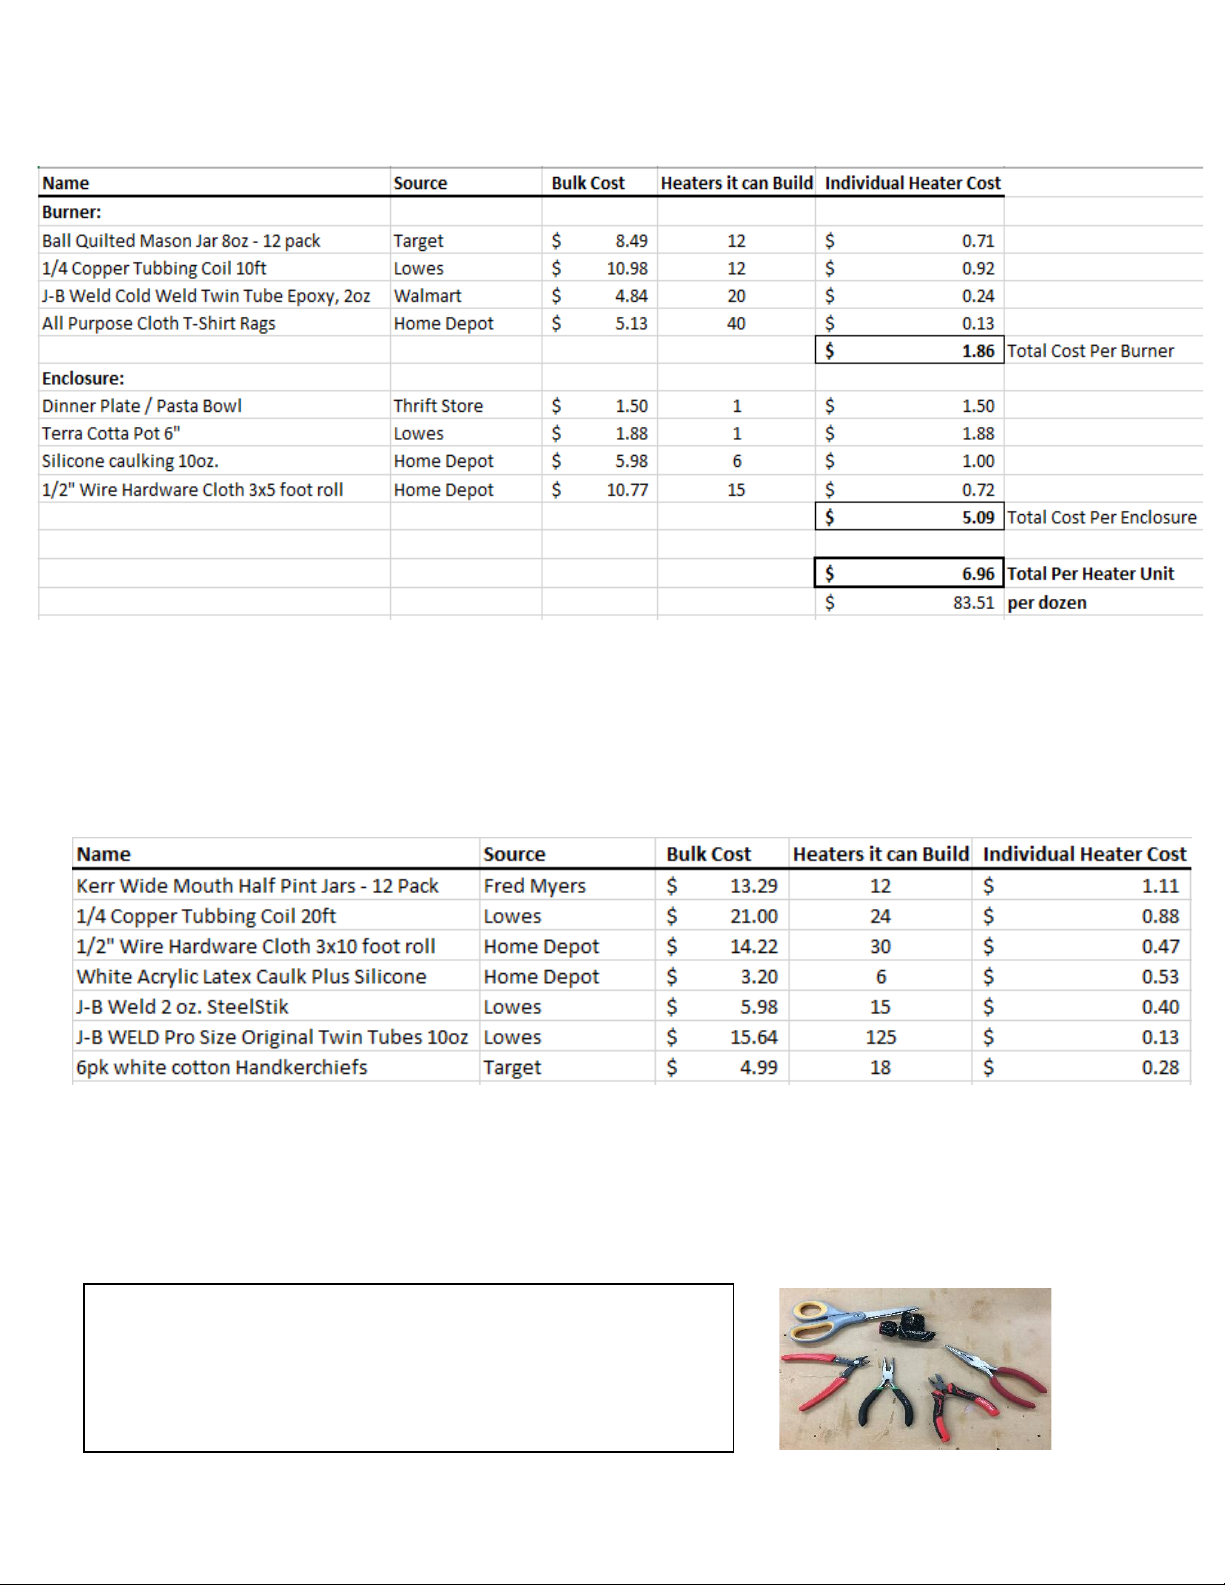 Name Source Bulk Cost Heaters it can Build Individual Heater Cost
Burner:
Ball Quilted Mason Jar 8oz - 12 pack Target $ 8.49 12 $ 0.71
1/4 Copper Tubbing Coil 10ft Lowes $ 10.98 12 $ 0.92
J-B Weld Cold Weld Twin Tube Epoxy, 2oz Walmart $ 4.84 20 $ 0.24
All Purpose Cloth T-Shirt Rags Home Depot $ 5.13 40 $ 0.13
$ 1.86 Total Cost Per Burner
Enclosure:
Dinner Plate / Pasta Bowl Thrift Store $ 1.50 1 $ 1.50
Terra Cotta Pot 6" Lowes $ 1.88 1 $ 1.88
Silicone caulking 10oz. Home Depot $ 5.98 6 $ 1.00
1/2" Wire Hardware Cloth 3x5 foot roll Home Depot $ 10.77 15 $ 0.72
$ 5.09 Total Cost Per Enclosure
$ 6.96 Total Per Heater Unit
$ 83.51 per dozen
Name Source Bulk Cost Heaters it can Build Individual Heater Cost
Kerr Wide Mouth Half Pint Jars - 12 Pack Fred Myers $ 13.29 12 $ 1.11
1/4 Copper Tubbing Coil 20ft Lowes $ 21.00 24 $ 0.88
1/2" Wire Hardware Cloth 3x10 foot roll Home Depot $ 14.22 30 $ 0.47
White Acrylic Latex Caulk Plus Silicone Home Depot $ 3.20 6 $ 0.53
J-B Weld 2 oz. SteelStik Lowes $ 5.98 15 $ 0.40
J-B WELD Pro Size Original Twin Tubes 10oz Lowes $ 15.64 125 $ 0.13
6pk white cotton Handkerchiefs Target $ 4.99 18 $ 0.28